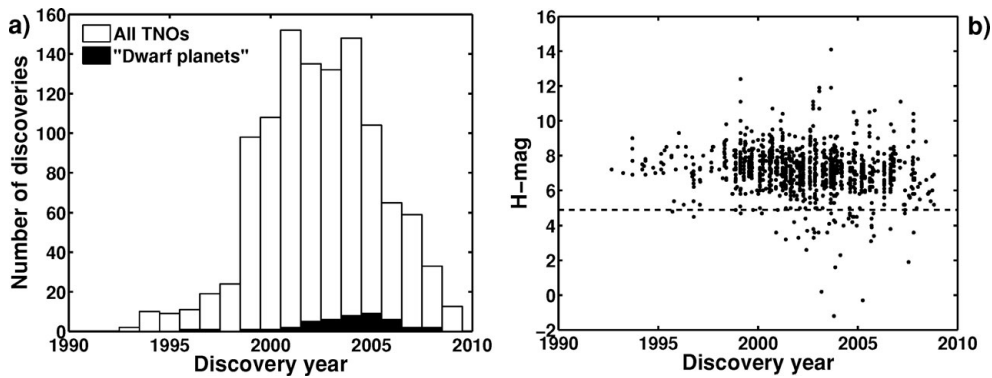 a)
All TNOs
"Dwarf planets"
160
140
120
100
80
60
40
20
0
Number of discoveries
1990 1995 2000 2005 2010
Discovery year
b)
16
14
12
10
8
6
4
2
0
−2
H−mag
1990 1995 2000 2005 2010
Discovery year